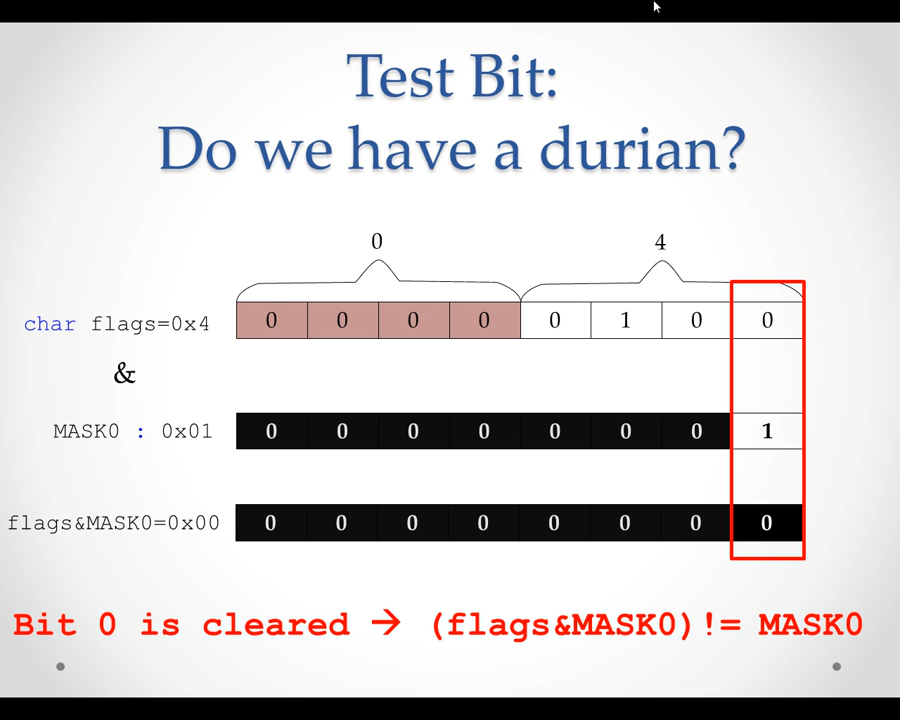 Test Bit:
Do we have a durian?
0 4
char flags=0x4 0 0 0 0 0 1 0 0
&
MASK0 : 0x01 0 0 0 0 0 0 0 1
flags&MASK0=0x00 0 0 0 0 0 0 0 0
Bit 0 is cleared → (flags&MASK0)!= MASK0